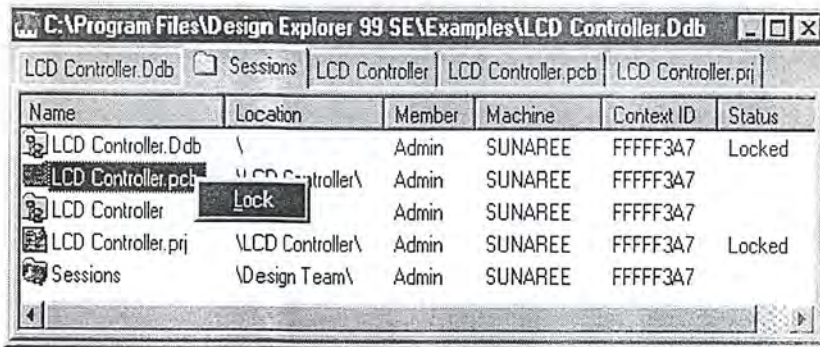 C:\Program Files\Design Explorer 99 SE\Examples\LCD Controller.Ddb
LCD Controller.Ddb Sessions LCD Controller LCD Controller.pcb LCD Controller.prj
Name Location Member Machine Context ID Status
LCD Controller.Ddb \ Admin SUNAREE FFFFF3A7 Locked
LCD Controller.pcb \LCD Controller\ Admin SUNAREE FFFFF3A7
Lock
LCD Controller Admin SUNAREE FFFFF3A7
LCD Controller.prj \LCD Controller\ Admin SUNAREE FFFFF3A7 Locked
Sessions \Design Team\ Admin SUNAREE FFFFF3A7